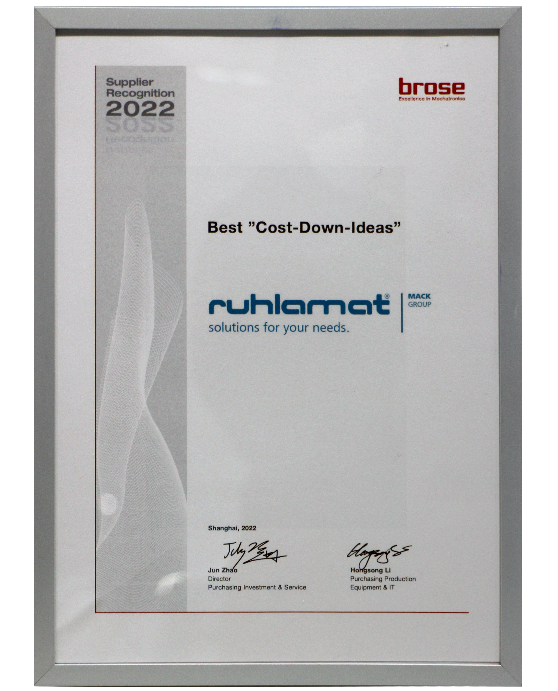 Supplier
Recognition
2022
brose
Excellence in Mechatronics
Best ”Cost-Down-Ideas”
ruhlamat®
MACK
GROUP
solutions for your needs.
Shanghai, 2022
Jun Zhao
Director
Purchasing Investment & Service
Hongsong Li
Purchasing Production
Equipment & IT